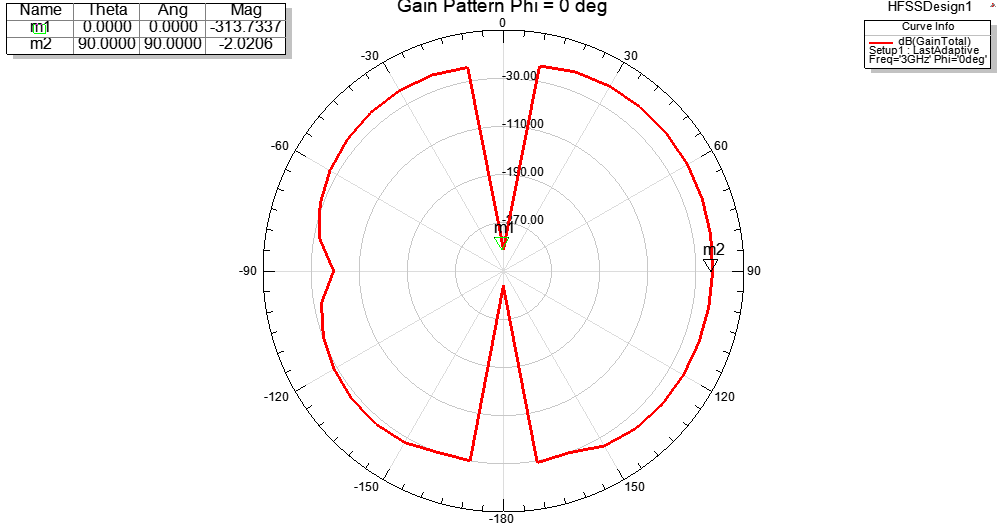 Name Theta Ang Mag
m1 0.0000 0.0000 -313.7337
m2 90.0000 90.0000 -2.0206
Gain Pattern Phi = 0 deg
HFSSDesign1
Curve Info
dB(GainTotal)
Setup1 : LastAdaptive
Freq='3GHz' Phi='0deg'
0
-30
30
-30.00
-60
60
-110.00
-190.00
-270.00
m1
m2
-90
90
-120
120
-150
150
-180